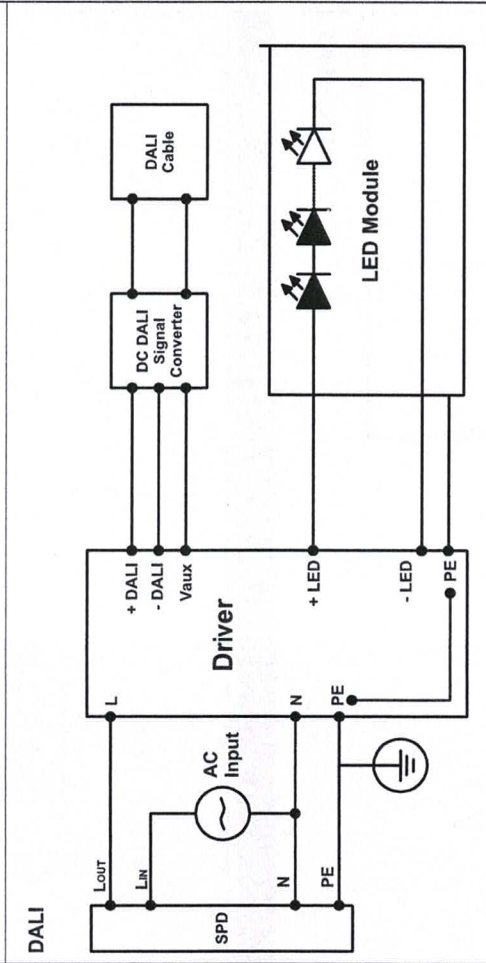 DALI
SPD
LOUT
LIN
N
PE
AC
Input
L
N
PE
Driver
+ DALI
- DALI
Vaux
+ LED
- LED
PE
DC DALI
Signal
Converter
DALI
Cable
LED Module